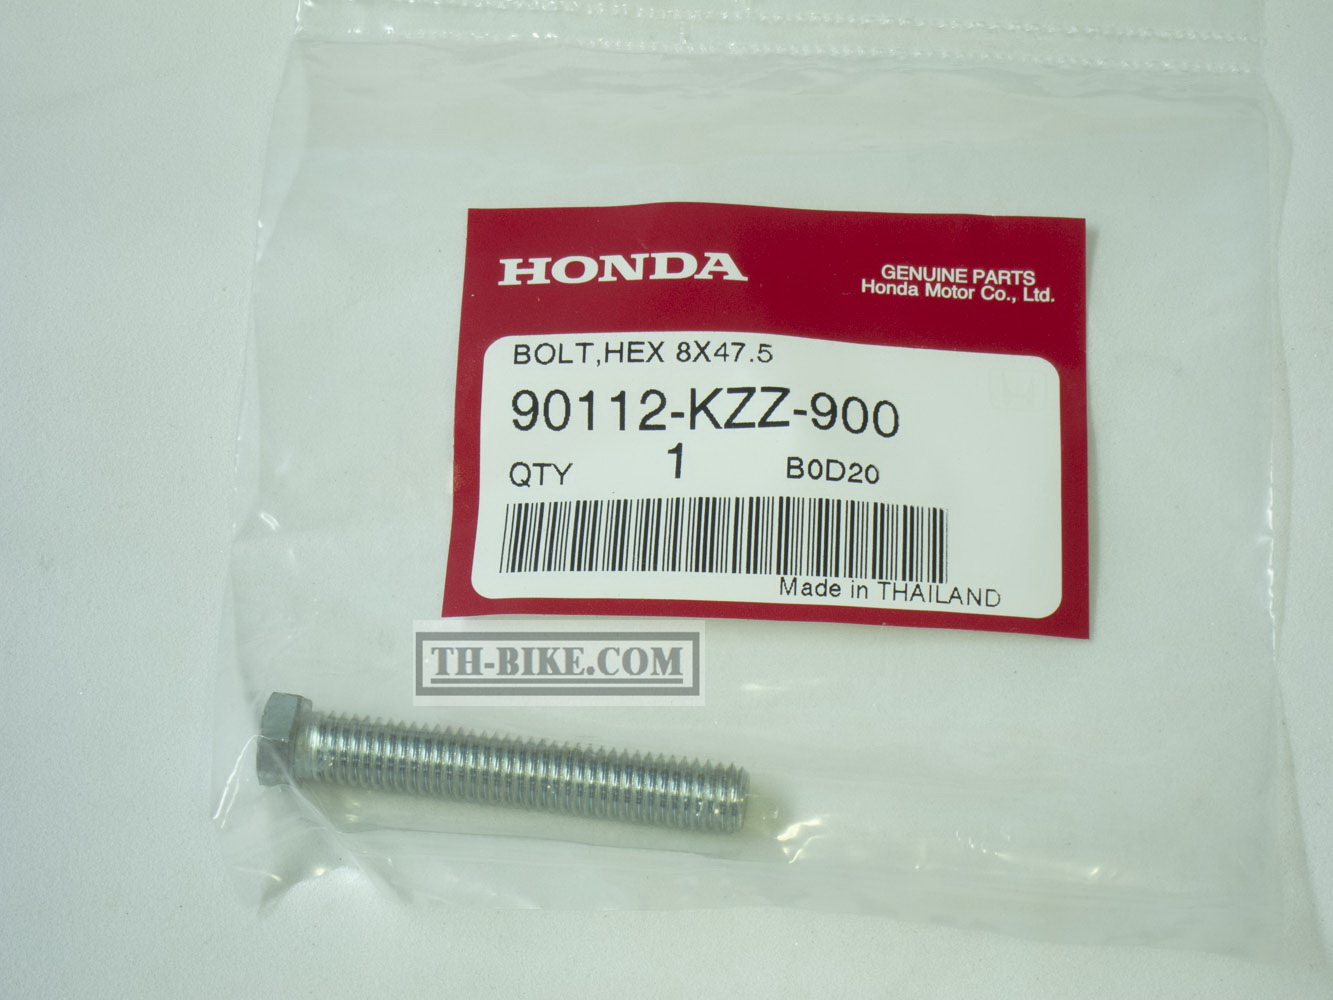 HONDA
GENUINE PARTS
Honda Motor Co., Ltd.
BOLT,HEX 8X47.5
90112-KZZ-900
QTY 1 B0D20
Made in THAILAND
TH-BIKE.COM